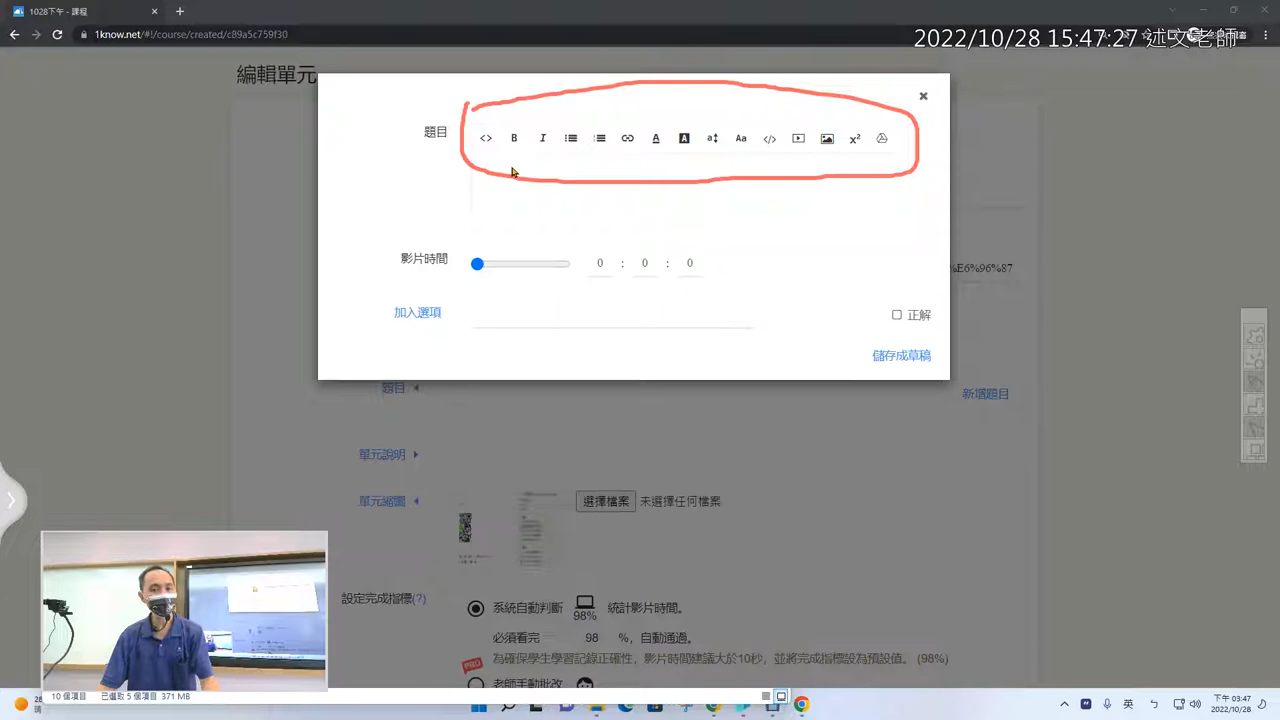 1028下午 - 課程
1know.net/#!/course/created/c89a5c759f30
2022/10/28 15:47:27 述文老師
編輯單元
題目
影片時間
0 : 0 : 0
加入選項
正解
儲存成草稿
%E6%96%87
題目
新增題目
單元說明
單元縮圖
選擇檔案 未選擇任何檔案
設定完成指標(?)
系統自動判斷 98% 統計影片時間。
必須看完 98 %，自動通過。
PRO 為確保學生學習記錄正確性，影片時間建議大於10秒，並將完成指標設為預設值。 (98%)
老師手動批改
10 個項目 已選取 5 個項目 371 MB
英
下午 03:47
2022/10/28